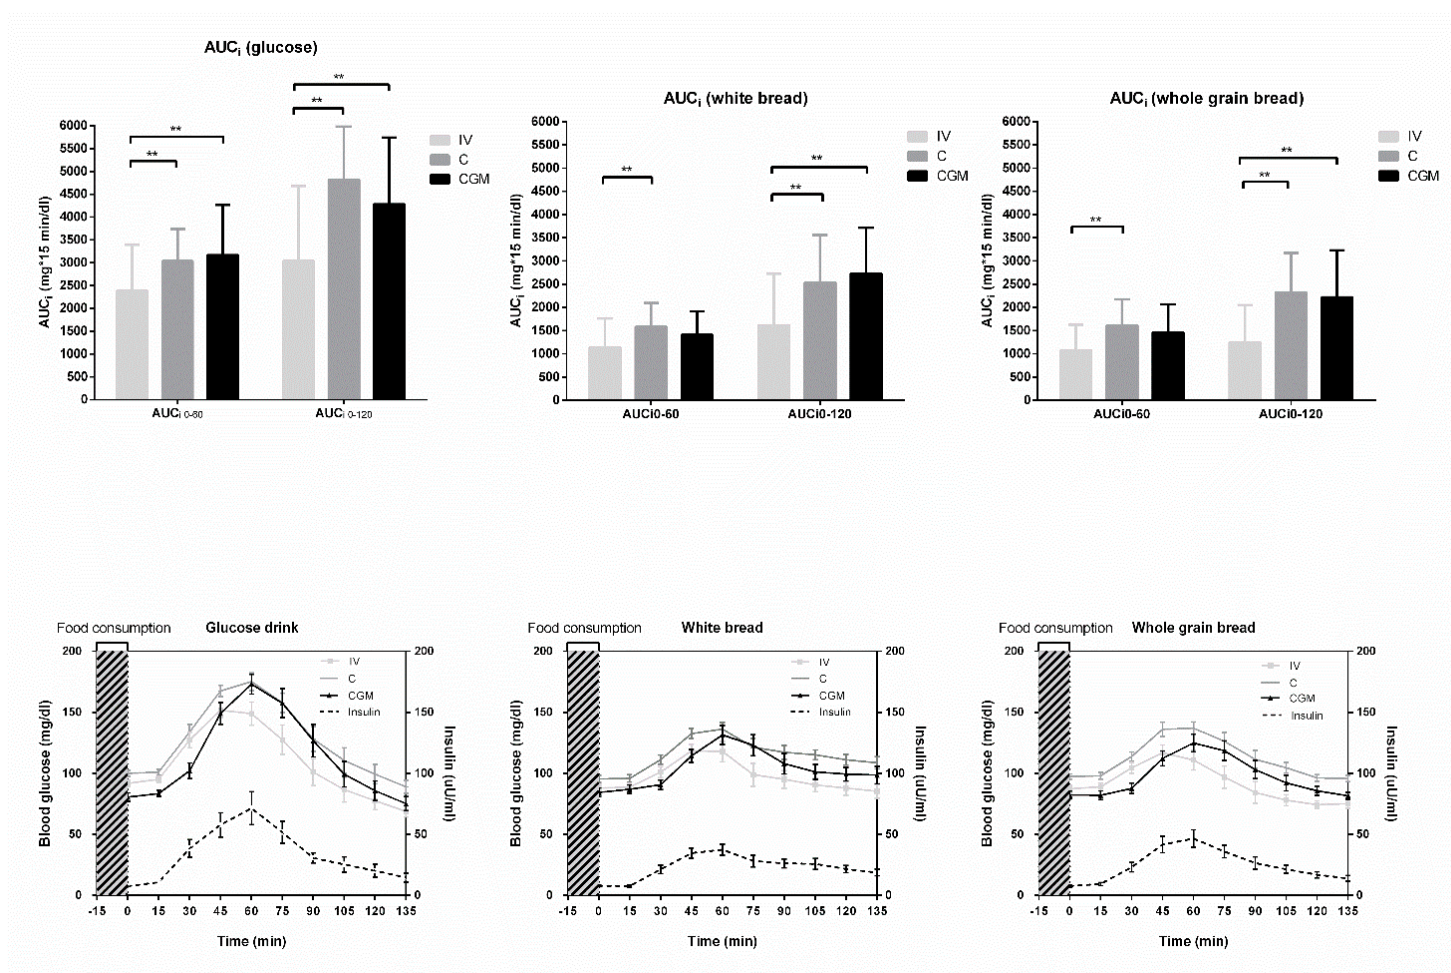 AUCi (glucose)
**
**
**
**
6000
5500
5000
4500
4000
3500
3000
2500
2000
1500
1000
500
0
AUCi (mg*15 min/dl)
IV
C
CGM
AUCi 0-60
AUCi 0-120
AUCi (white bread)
**
**
**
6000
5500
5000
4500
4000
3500
3000
2500
2000
1500
1000
500
0
AUCi (mg*15 min/dl)
IV
C
CGM
AUCi0-60
AUCi0-120
AUCi (whole grain bread)
**
**
**
6000
5500
5000
4500
4000
3500
3000
2500
2000
1500
1000
500
0
AUCi (mg*15 min/dl)
IV
C
CGM
AUCi0-60
AUCi0-120
Food consumption
Glucose drink
200
150
100
50
0
Blood glucose (mg/dl)
IV
C
CGM
Insulin
200
150
100
50
0
Insulin (uU/ml)
-15 0 15 30 45 60 75 90 105 120 135
Time (min)
Food consumption
White bread
200
150
100
50
0
Blood glucose (mg/dl)
IV
C
CGM
Insulin
200
150
100
50
0
Insulin (uU/ml)
-15 0 15 30 45 60 75 90 105 120 135
Time (min)
Food consumption
Whole grain bread
200
150
100
50
0
Blood glucose (mg/dl)
IV
C
CGM
Insulin
200
150
100
50
0
Insulin (uU/ml)
-15 0 15 30 45 60 75 90 105 120 135
Time (min)